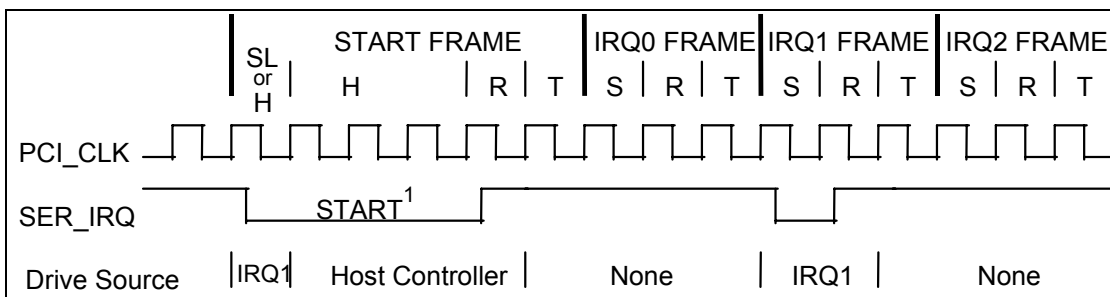 START FRAME IRQ0 FRAME IRQ1 FRAME IRQ2 FRAME
SL
or
H
H R T S R T S R T S R T
PCI_CLK
SER_IRQ START1
Drive Source IRQ1 Host Controller None IRQ1 None